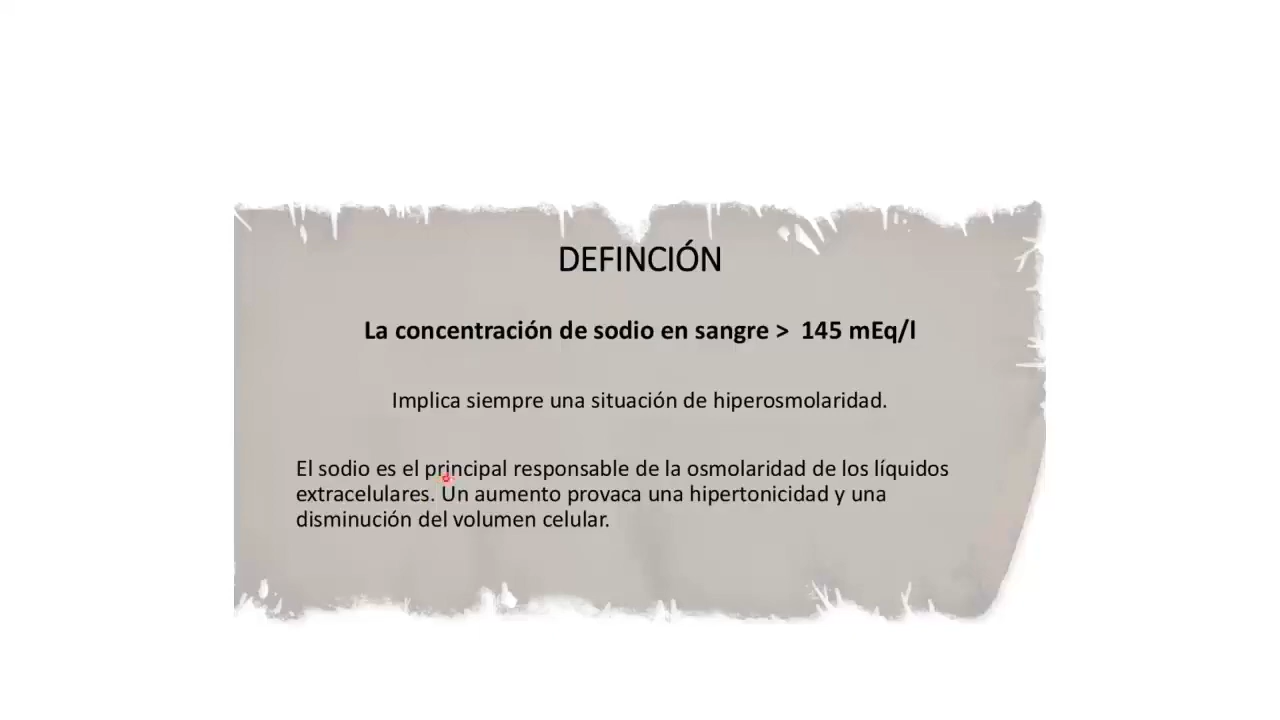 DEFINCIÓN
La concentración de sodio en sangre > 145 mEq/l
Implica siempre una situación de hiperosmolaridad.
El sodio es el principal responsable de la osmolaridad de los líquidos
extracelulares. Un aumento provaca una hipertonicidad y una
disminución del volumen celular.